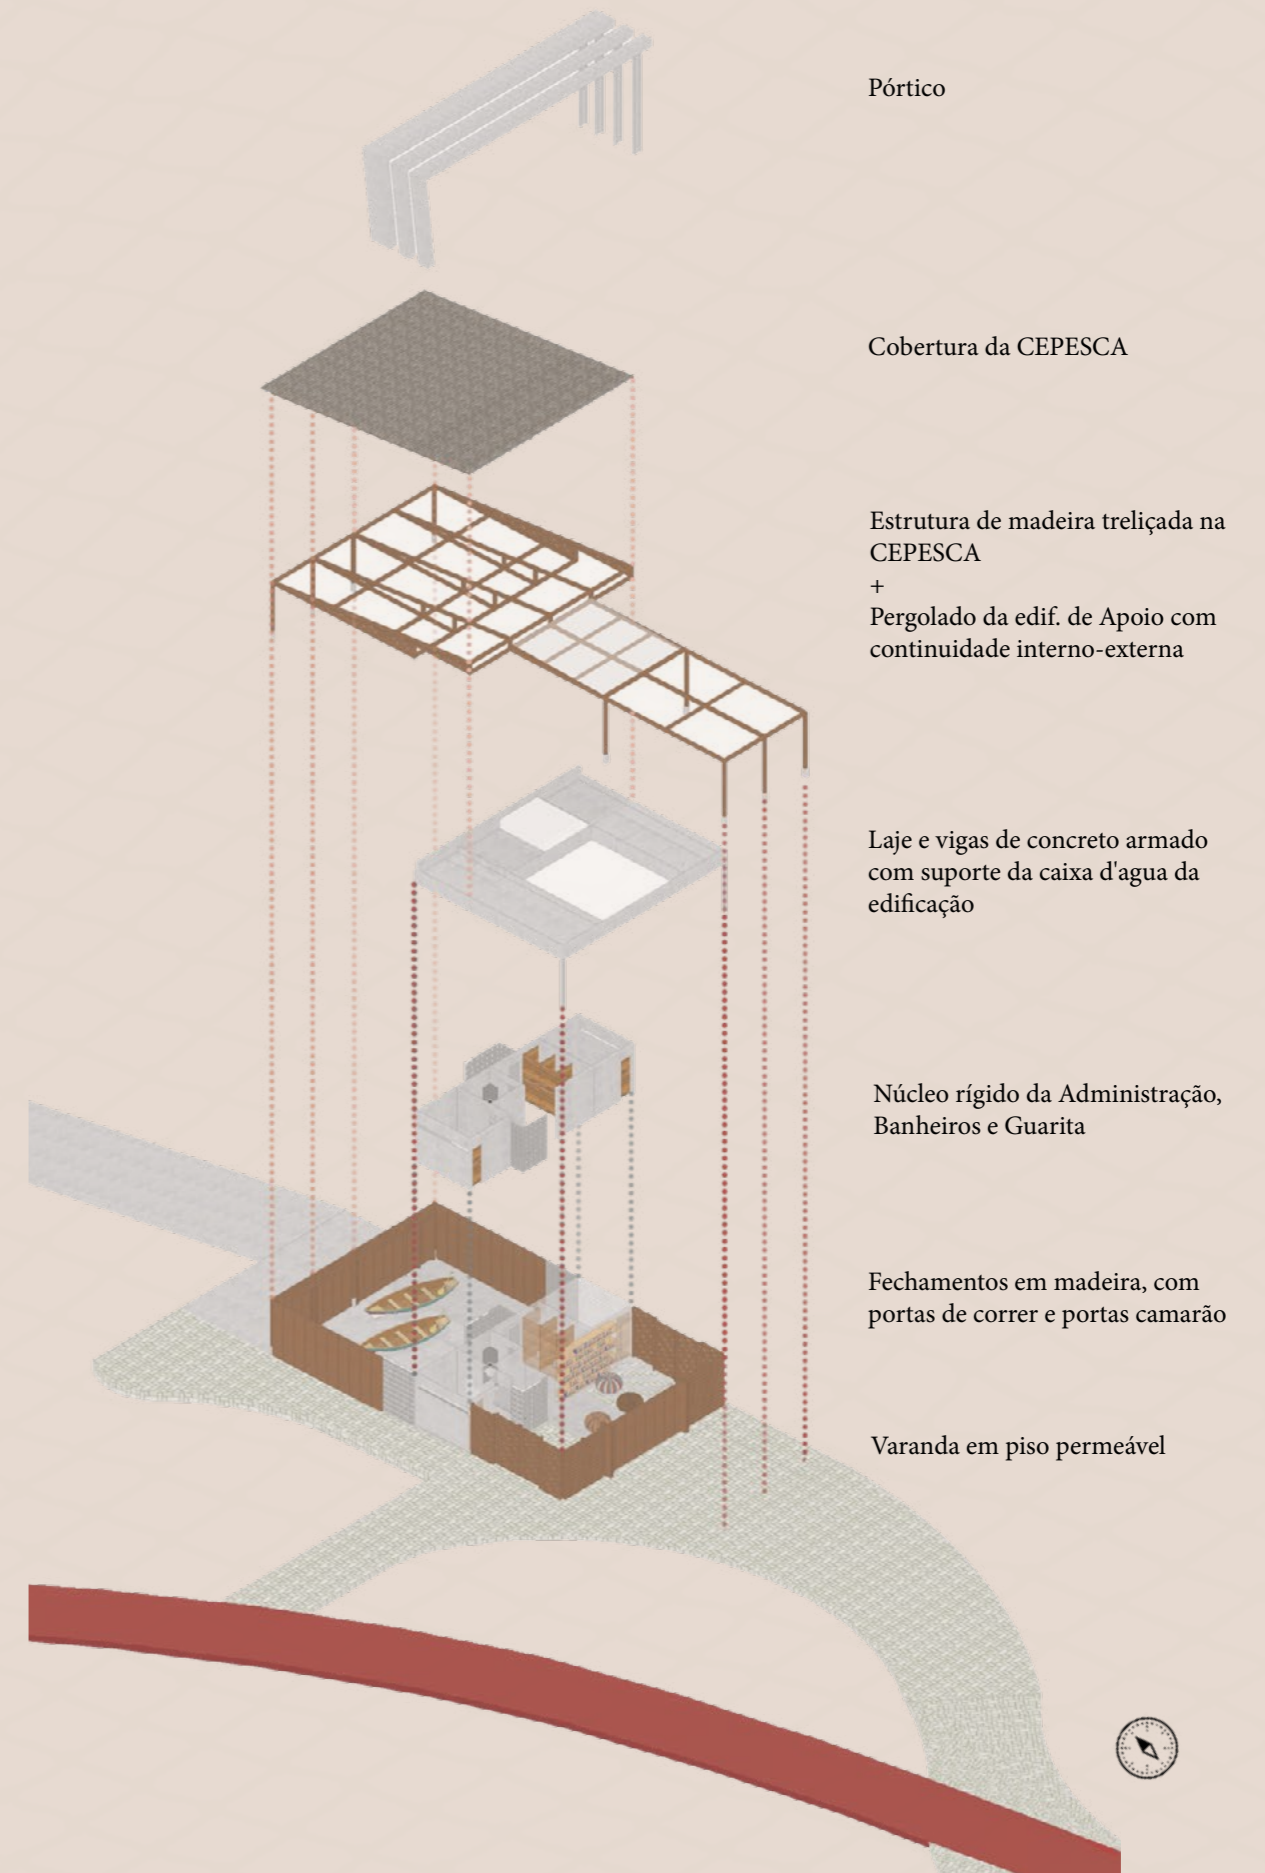 Pórtico
Cobertura da CEPESCA
Estrutura de madeira treliçada na
CEPESCA
+
Pergolado da edif. de Apoio com
continuidade interno-externa
Laje e vigas de concreto armado
com suporte da caixa d'agua da
edificação
Núcleo rígido da Administração,
Banheiros e Guarita
Fechamentos em madeira, com
portas de correr e portas camarão
Varanda em piso permeável